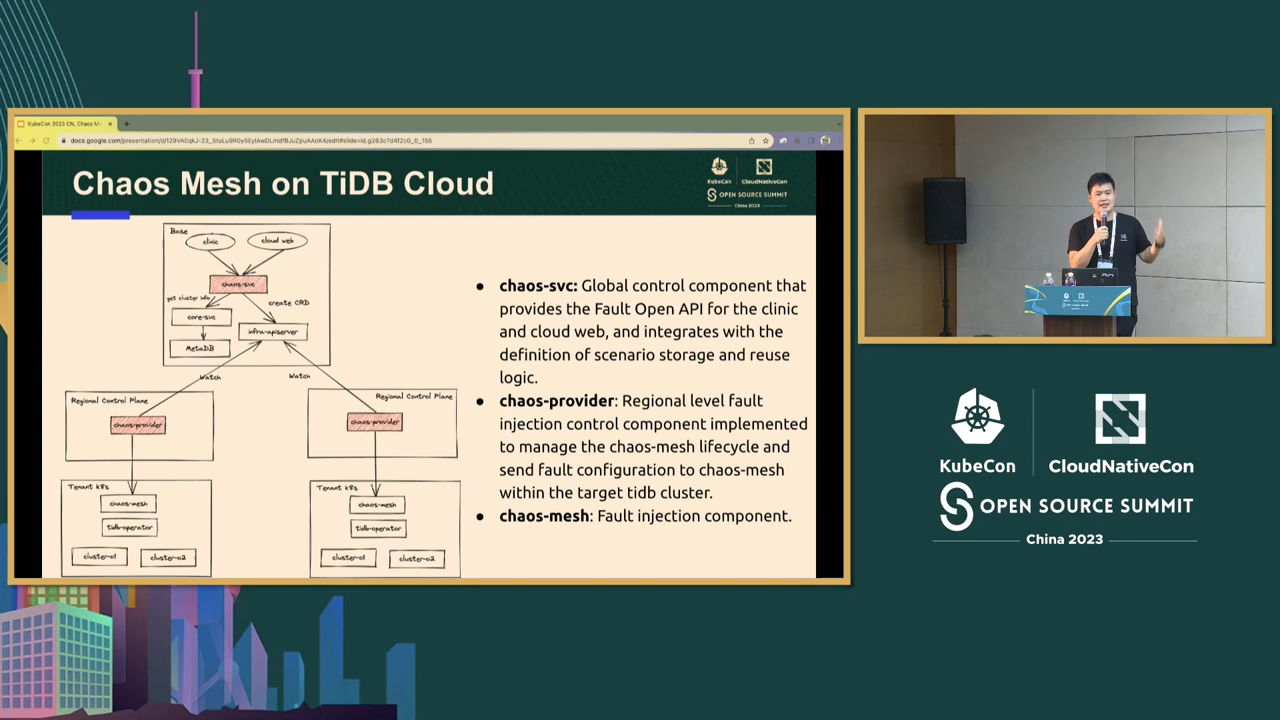 KubeCon 2023 CN, Chaos M
Chaos Mesh on TiDB Cloud
KubeCon
CloudNativeCon
OPEN SOURCE SUMMIT
China 2023
Base
clinic
cloud web
chaos-svc
get cluster info
create CRD
core-svc
infra-apiserver
MetaDB
Watch
Watch
Regional Control Plane
Regional Control Plane
chaos-provider
chaos-provider
Tenant k8s
Tenant k8s
chaos-mesh
chaos-mesh
tidb-operator
tidb-operator
cluster-01
cluster-02
cluster-01
cluster-02
● chaos-svc: Global control component that
provides the Fault Open API for the clinic
and cloud web, and integrates with the
definition of scenario storage and reuse
logic.
● chaos-provider: Regional level fault
injection control component implemented
to manage the chaos-mesh lifecycle and
send fault configuration to chaos-mesh
within the target tidb cluster.
● chaos-mesh: Fault injection component.
KubeCon
CloudNativeCon
OPEN SOURCE SUMMIT
China 2023